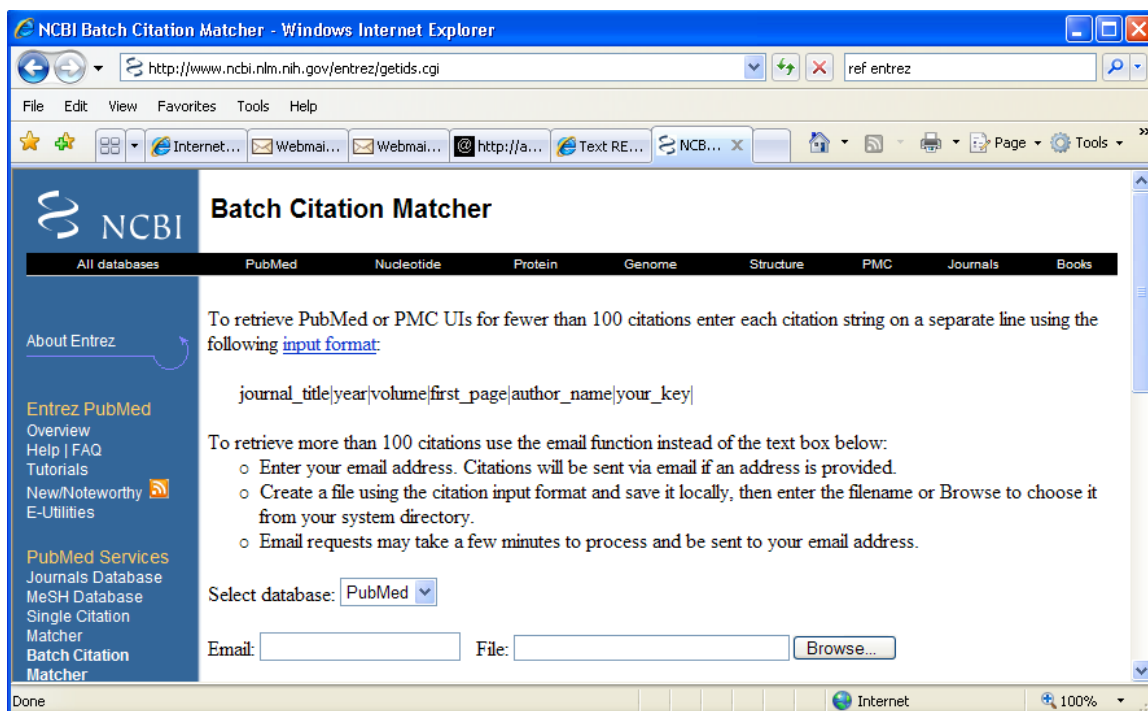 NCBI Batch Citation Matcher - Windows Internet Explorer
http://www.ncbi.nlm.nih.gov/entrez/getids.cgi
ref entrez
File Edit View Favorites Tools Help
Internet... Webmai... Webmai... http://a... Text RE... NCB... Page Tools
NCBI
Batch Citation Matcher
All databases PubMed Nucleotide Protein Genome Structure PMC Journals Books
About Entrez
Entrez PubMed
Overview
Help | FAQ
Tutorials
New/Noteworthy
E-Utilities
PubMed Services
Journals Database
MeSH Database
Single Citation
Matcher
Batch Citation
Matcher
To retrieve PubMed or PMC UIs for fewer than 100 citations enter each citation string on a separate line using the
following input format:
journal_title|year|volume|first_page|author_name|your_key|
To retrieve more than 100 citations use the email function instead of the text box below:
○ Enter your email address. Citations will be sent via email if an address is provided.
○ Create a file using the citation input format and save it locally, then enter the filename or Browse to choose it
from your system directory.
○ Email requests may take a few minutes to process and be sent to your email address.
Select database: PubMed
Email: File: Browse...
Done Internet 100%